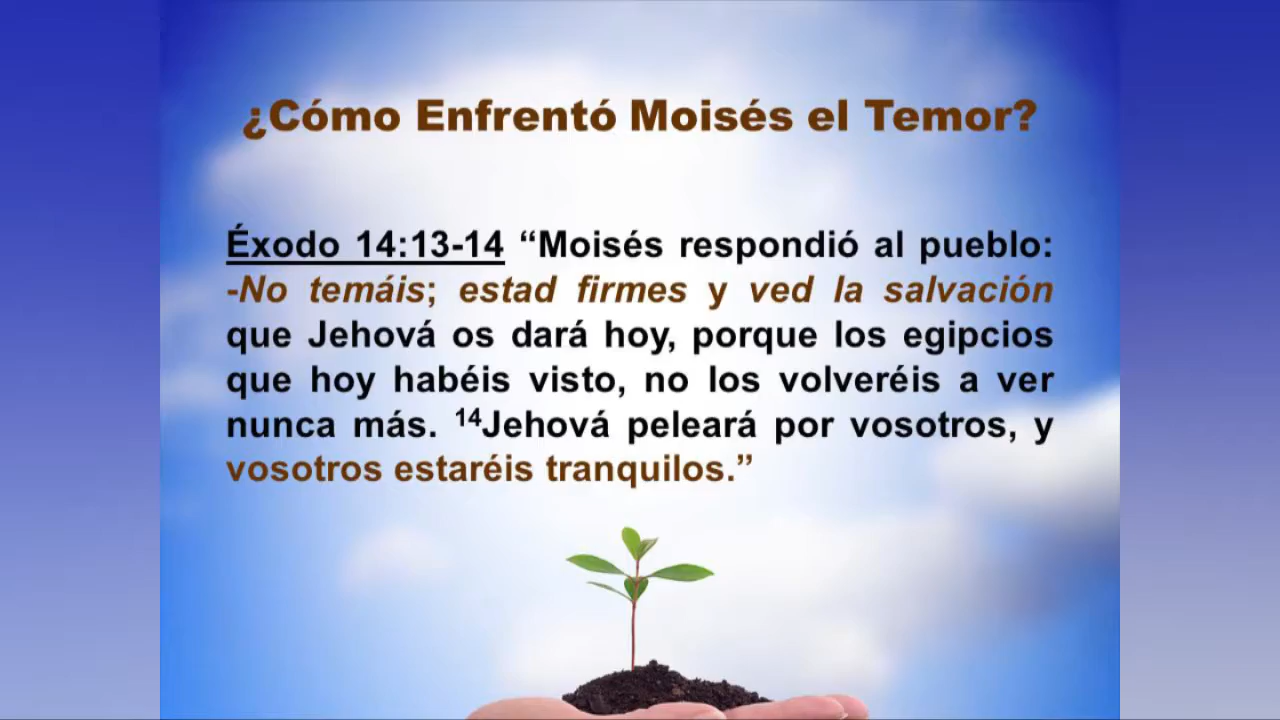 ¿Cómo Enfrentó Moisés el Temor?
Éxodo 14:13-14 “Moisés respondió al pueblo:
-No temáis; estad firmes y ved la salvación
que Jehová os dará hoy, porque los egipcios
que hoy habéis visto, no los volveréis a ver
nunca más. ¹⁴Jehová peleará por vosotros, y
vosotros estaréis tranquilos.”